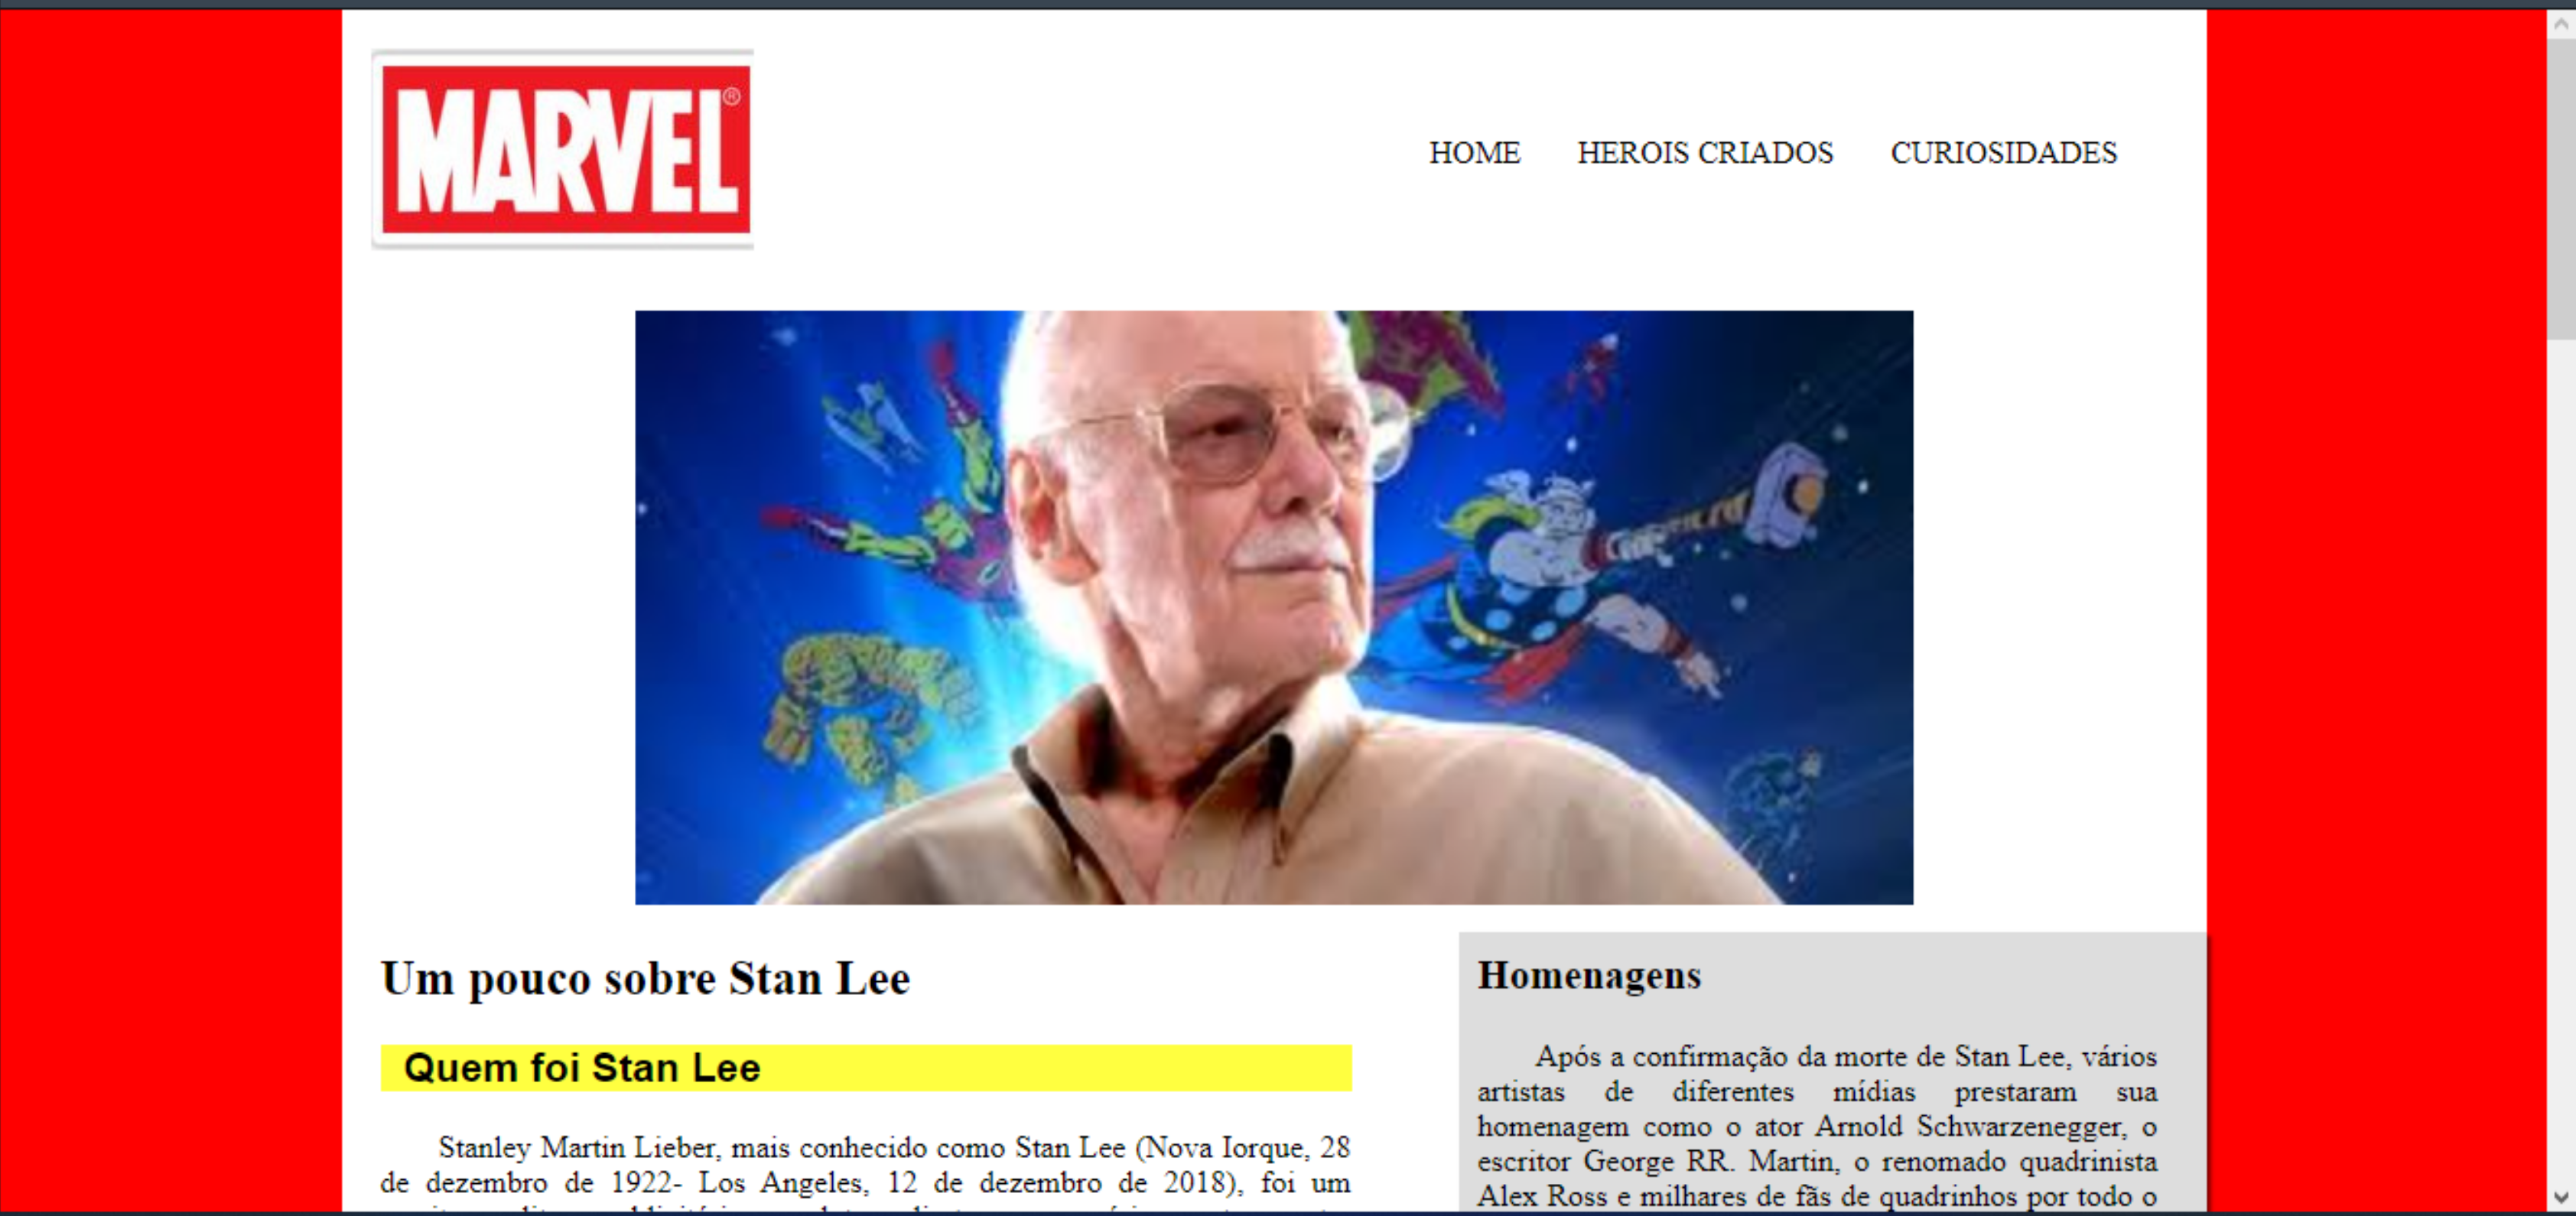 MARVEL®
HOME HEROIS CRIADOS CURIOSIDADES
Um pouco sobre Stan Lee
Quem foi Stan Lee
Stanley Martin Lieber, mais conhecido como Stan Lee (Nova Iorque, 28
de dezembro de 1922- Los Angeles, 12 de dezembro de 2018), foi um
Homenagens
Após a confirmação da morte de Stan Lee, vários
artistas de diferentes mídias prestaram sua
homenagem como o ator Arnold Schwarzenegger, o
escritor George RR. Martin, o renomado quadrinista
Alex Ross e milhares de fãs de quadrinhos por todo o